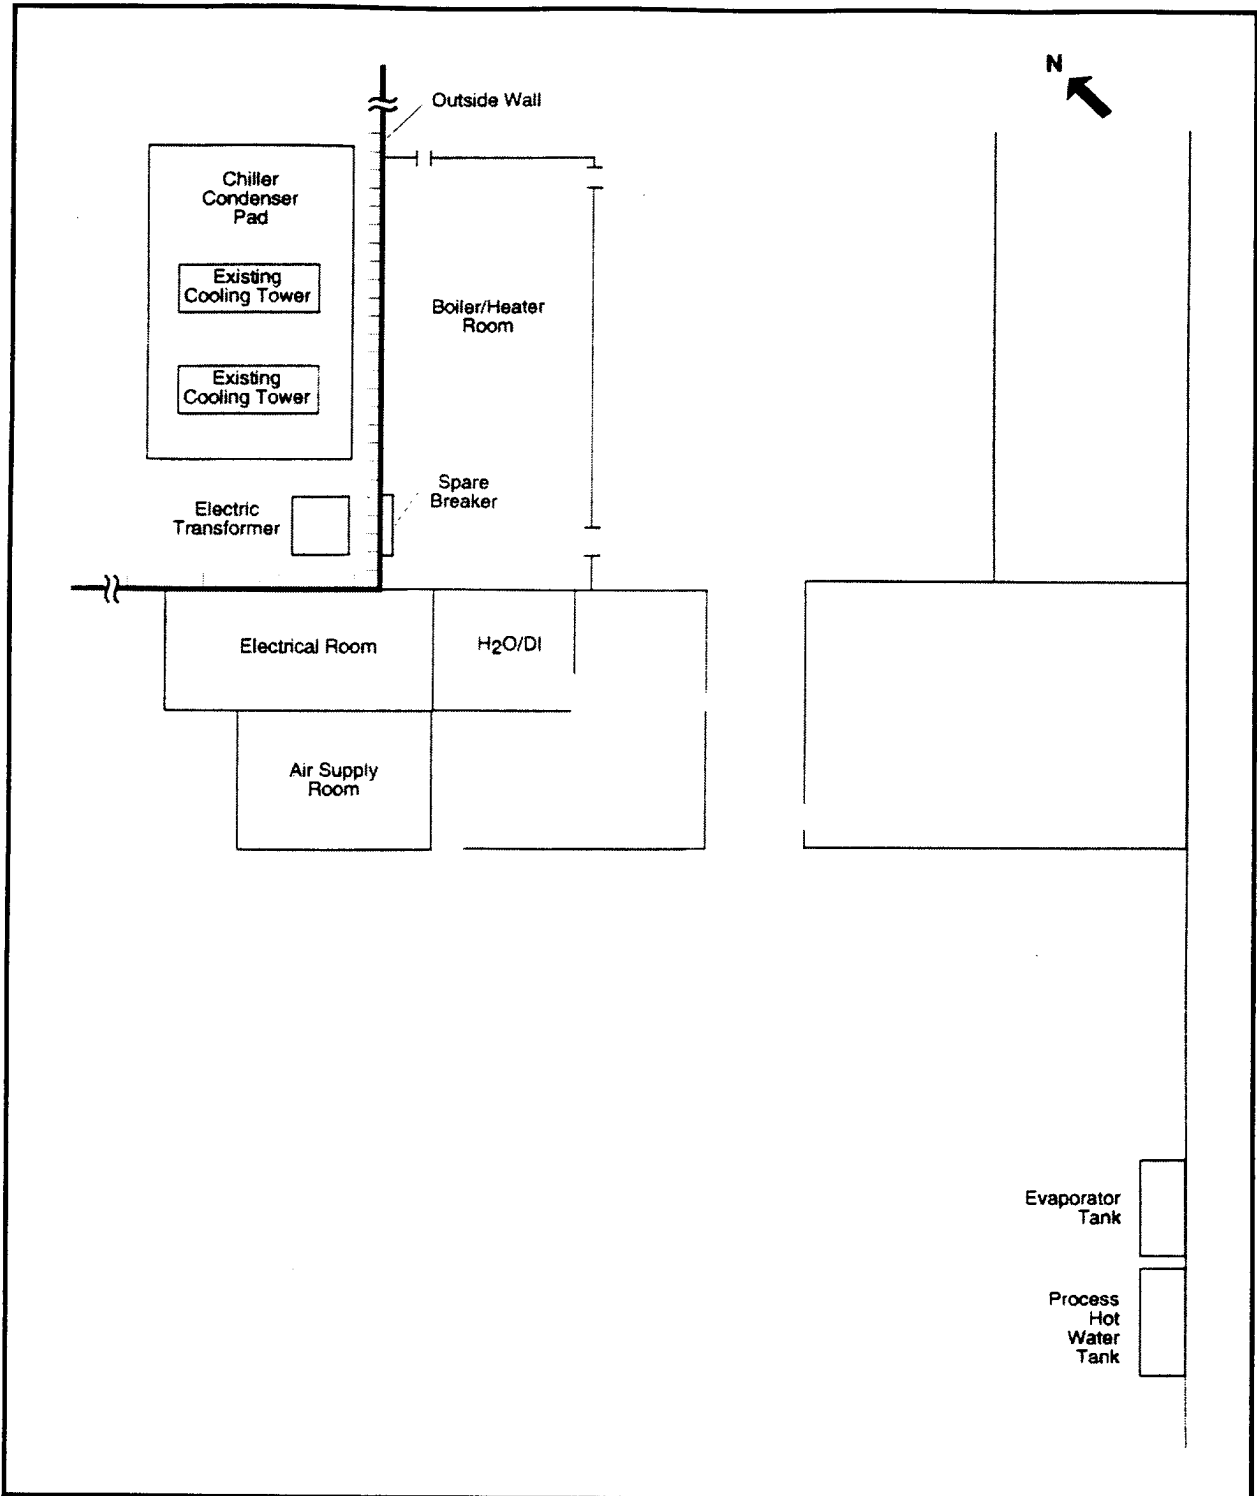 N
Outside Wall
Chiller
Condenser
Pad
Existing
Cooling Tower
Boiler/Heater
Room
Existing
Cooling Tower
Spare
Breaker
Electric
Transformer
Electrical Room
H2O/DI
Air Supply
Room
Evaporator
Tank
Process
Hot
Water
Tank